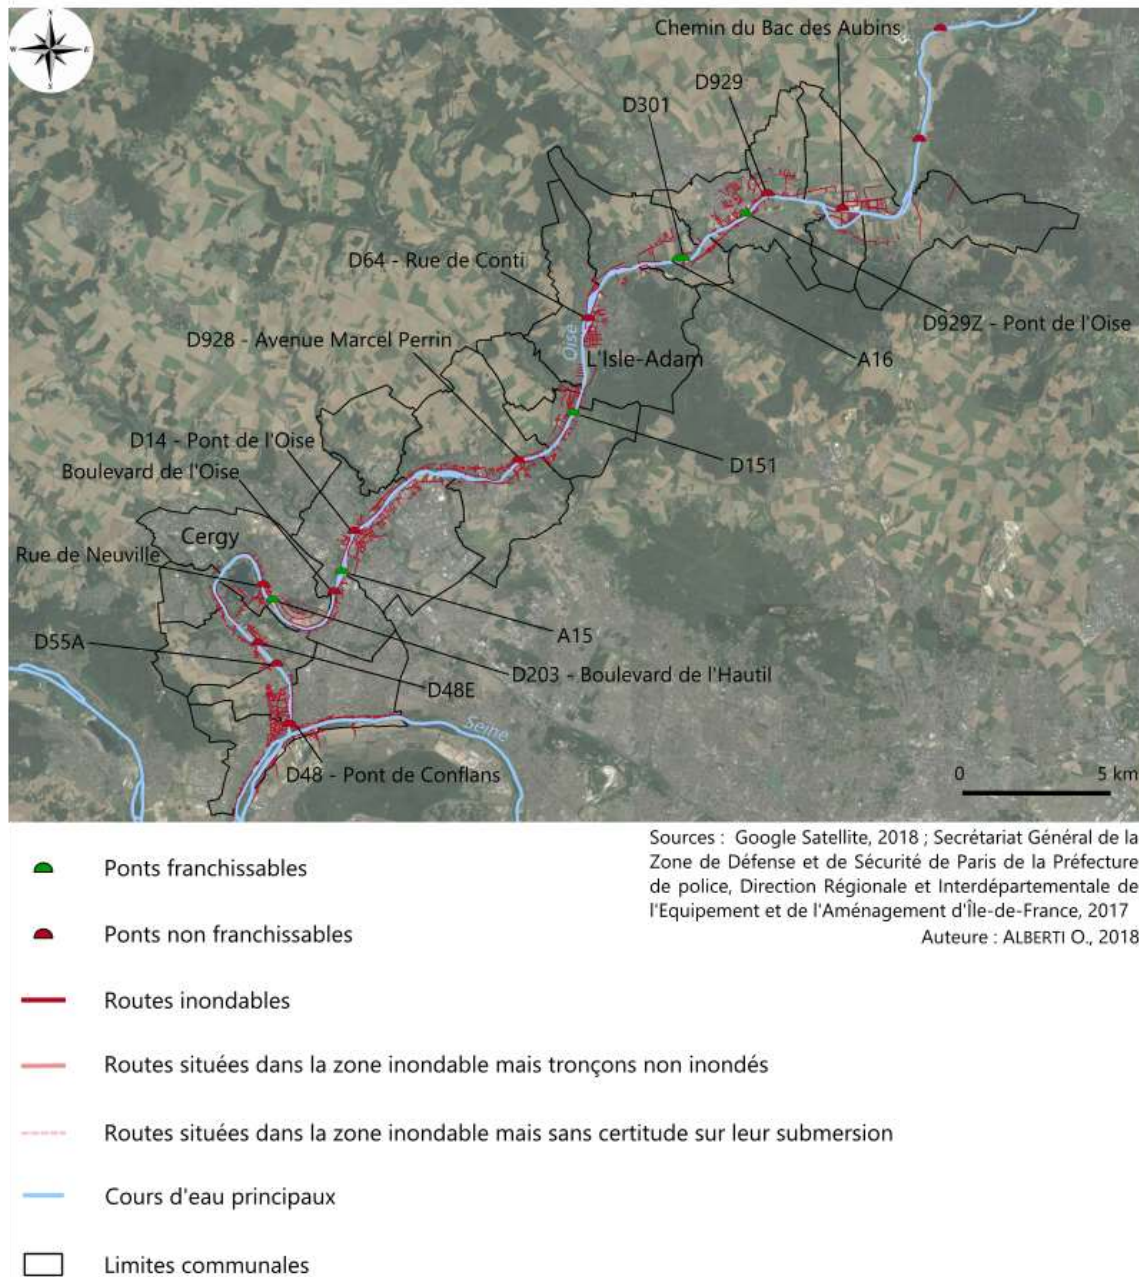 N
W
E
S
Chemin du Bac des Aubins
D929
D301
D64 - Rue de Conti
D929Z - Pont de l'Oise
D928 - Avenue Marcel Perrin
A16
Oise
L'Isle-Adam
D14 - Pont de l'Oise
D151
Boulevard de l'Oise
Cergy
Rue de Neuville
A15
D55A
D203 - Boulevard de l'Hautil
D48E
Seine
D48 - Pont de Conflans
0 5 km
Sources : Google Satellite, 2018 ; Secrétariat Général de la
Zone de Défense et de Sécurité de Paris de la Préfecture
de police, Direction Régionale et Interdépartementale de
l'Equipement et de l'Aménagement d'Île-de-France, 2017
Auteure : ALBERTI O., 2018
Ponts franchissables
Ponts non franchissables
Routes inondables
Routes situées dans la zone inondable mais tronçons non inondés
Routes situées dans la zone inondable mais sans certitude sur leur submersion
Cours d'eau principaux
Limites communales